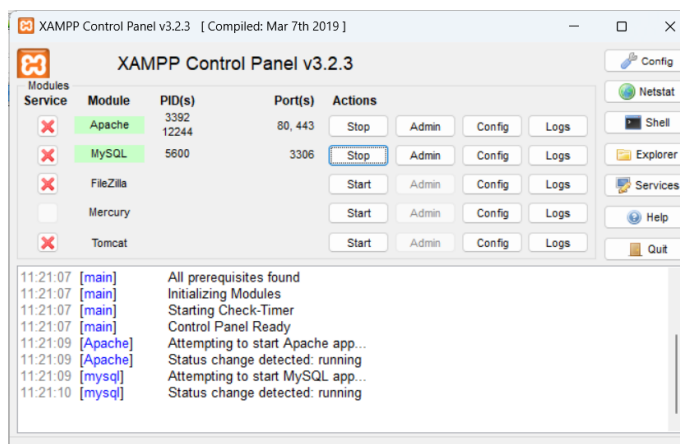 XAMPP Control Panel v3.2.3 [ Compiled: Mar 7th 2019 ]
XAMPP Control Panel v3.2.3
Config
Modules
Service Module PID(s) Port(s) Actions
Netstat
Apache 3392 12244 80, 443 Stop Admin Config Logs
Shell
MySQL 5600 3306 Stop Admin Config Logs
Explorer
FileZilla Start Admin Config Logs
Services
Mercury Start Admin Config Logs
Help
Tomcat Start Admin Config Logs
Quit
11:21:07 [main] All prerequisites found
11:21:07 [main] Initializing Modules
11:21:07 [main] Starting Check-Timer
11:21:07 [main] Control Panel Ready
11:21:09 [Apache] Attempting to start Apache app...
11:21:09 [Apache] Status change detected: running
11:21:09 [mysql] Attempting to start MySQL app...
11:21:10 [mysql] Status change detected: running